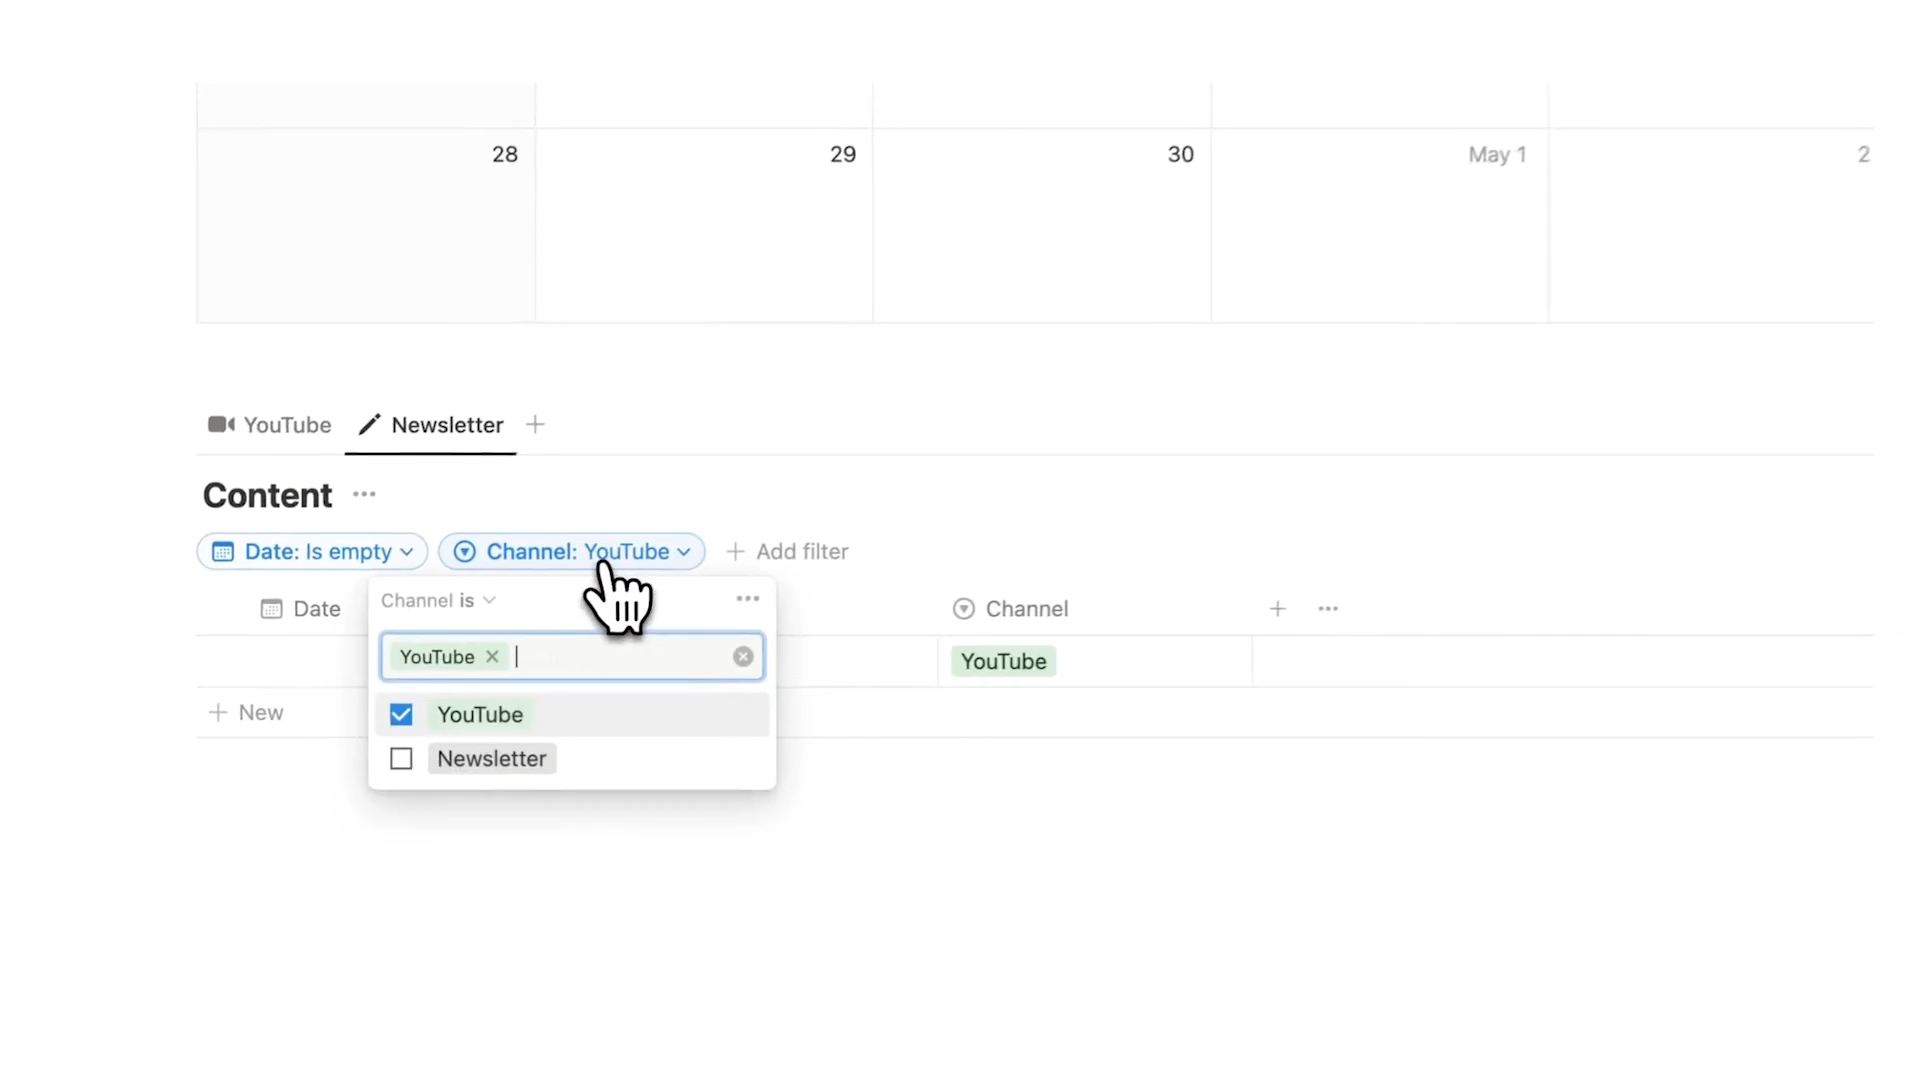 28 29 30 May 1 2
YouTube Newsletter
Content
Date: Is empty Channel: YouTube Add filter
Channel is
Date Channel
YouTube
YouTube
YouTube
New
Newsletter